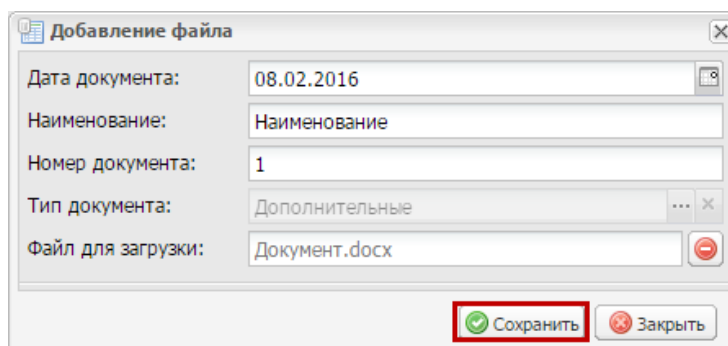 Добавление файла
Дата документа: 08.02.2016
Наименование: Наименование
Номер документа: 1
Тип документа: Дополнительные ...
Файл для загрузки: Документ.docx
Сохранить Закрыть